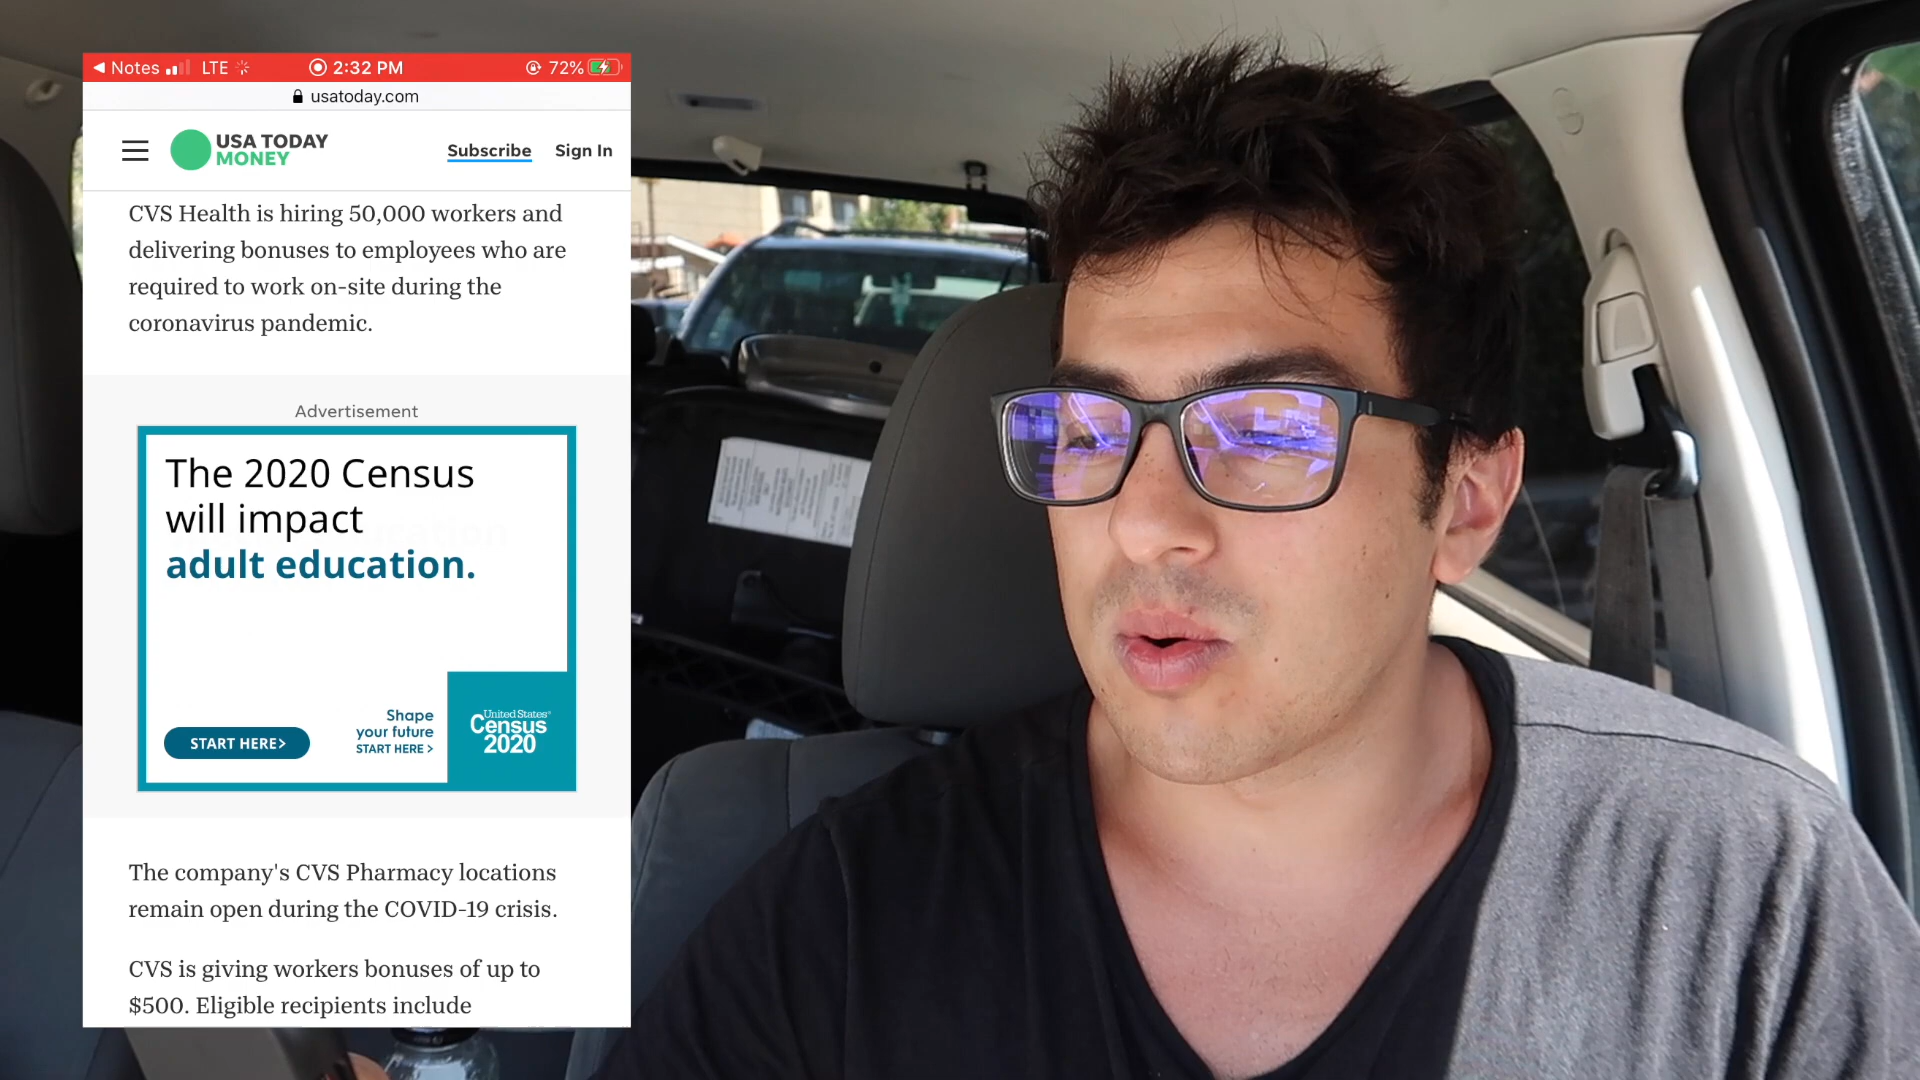 Notes LTE 2:32 PM 72%
usatoday.com
USA TODAY
MONEY
Subscribe Sign In
CVS Health is hiring 50,000 workers and
delivering bonuses to employees who are
required to work on-site during the
coronavirus pandemic.
Advertisement
The 2020 Census
will impact
adult education.
START HERE>
Shape
your future
START HERE >
United States®
Census
2020
The company's CVS Pharmacy locations
remain open during the COVID-19 crisis.
CVS is giving workers bonuses of up to
$500. Eligible recipients include